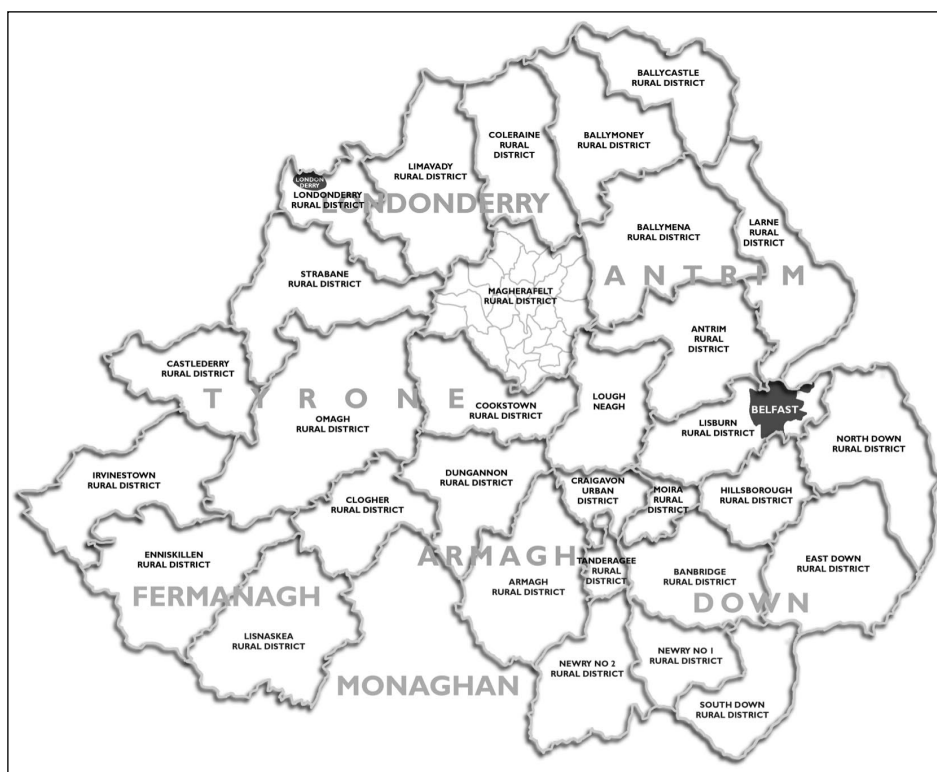 BALLYCASTLE
RURAL DISTRICT
COLERAINE
RURAL
DISTRICT
BALLYMONEY
RURAL DISTRICT
LIMAVADY
RURAL DISTRICT
LONDON
DERRY
LONDONDERRY
RURAL DISTRICT
LONDONDERRY
BALLYMENA
RURAL DISTRICT
LARNE
RURAL
DISTRICT
ANTRIM
STRABANE
RURAL DISTRICT
MAGHERAFELT
RURAL DISTRICT
ANTRIM
RURAL
DISTRICT
CASTLEDERRY
RURAL DISTRICT
TYRONE
OMAGH
RURAL DISTRICT
COOKSTOWN
RURAL DISTRICT
LOUGH
NEAGH
BELFAST
LISBURN
RURAL DISTRICT
NORTH DOWN
RURAL DISTRICT
IRVINESTOWN
RURAL DISTRICT
CLOGHER
RURAL DISTRICT
DUNGANNON
RURAL DISTRICT
CRAIGAVON
URBAN
DISTRICT
MOIRA
RURAL
DISTRICT
HILLSBOROUGH
RURAL DISTRICT
ENNISKILLEN
RURAL DISTRICT
ARMAGH
ARMAGH
RURAL DISTRICT
TANDERAGEE
RURAL
DISTRICT
BANBRIDGE
RURAL DISTRICT
EAST DOWN
RURAL DISTRICT
FERMANAGH
DOWN
LISNASKEA
RURAL DISTRICT
MONAGHAN
NEWRY NO 2
RURAL DISTRICT
NEWRY NO 1
RURAL DISTRICT
SOUTH DOWN
RURAL DISTRICT